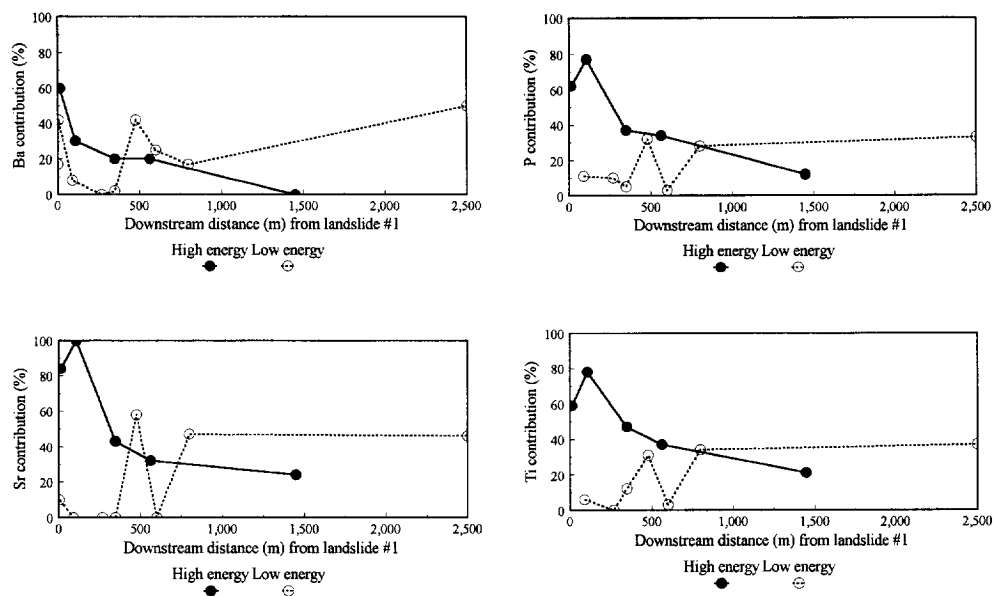 Ba contribution (%)
100
80
60
40
20
0
0 500 1,000 1,500 2,000 2,500
Downstream distance (m) from landslide #1
High energy Low energy
P contribution (%)
100
80
60
40
20
0
0 500 1,000 1,500 2,000 2,500
Downstream distance (m) from landslide #1
High energy Low energy
Sr contribution (%)
100
80
60
40
20
0
0 500 1,000 1,500 2,000 2,500
Downstream distance (m) from landslide #1
High energy Low energy
Ti contribution (%)
100
80
60
40
20
0
0 500 1,000 1,500 2,000 2,500
Downstream distance (m) from landslide #1
High energy Low energy